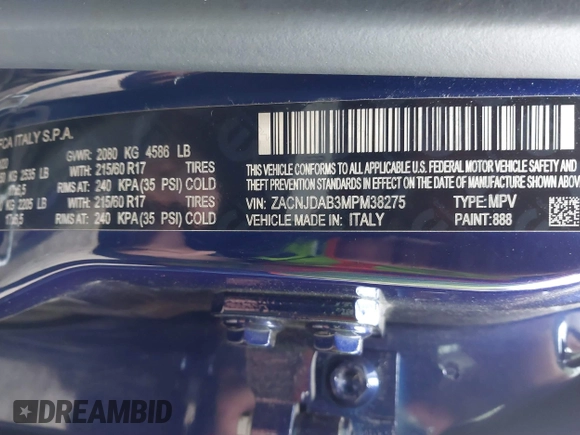 FCA ITALY S.P.A.
GVWR: 2080 KG 4586 LB
KG 2535 LB WITH: 215/60 R17 TIRES
RIMS AT: 240 KPA(35 PSI) COLD
KG 2205 LB WITH: 215/60 R17 TIRES
RIMS AT: 240 KPA(35 PSI) COLD
THIS VEHICLE CONFORMS TO ALL APPLICABLE U.S. FEDERAL MOTOR VEHICLE SAFETY
AND THEFT PREVENTION STANDARDS IN EFFECT ON THE DATE OF MANUFACTURE SHOWN ABOVE.
VIN: ZACNJDAB3MPM38275 TYPE: MPV
VEHICLE MADE IN: ITALY PAINT: 888
DREAMBID